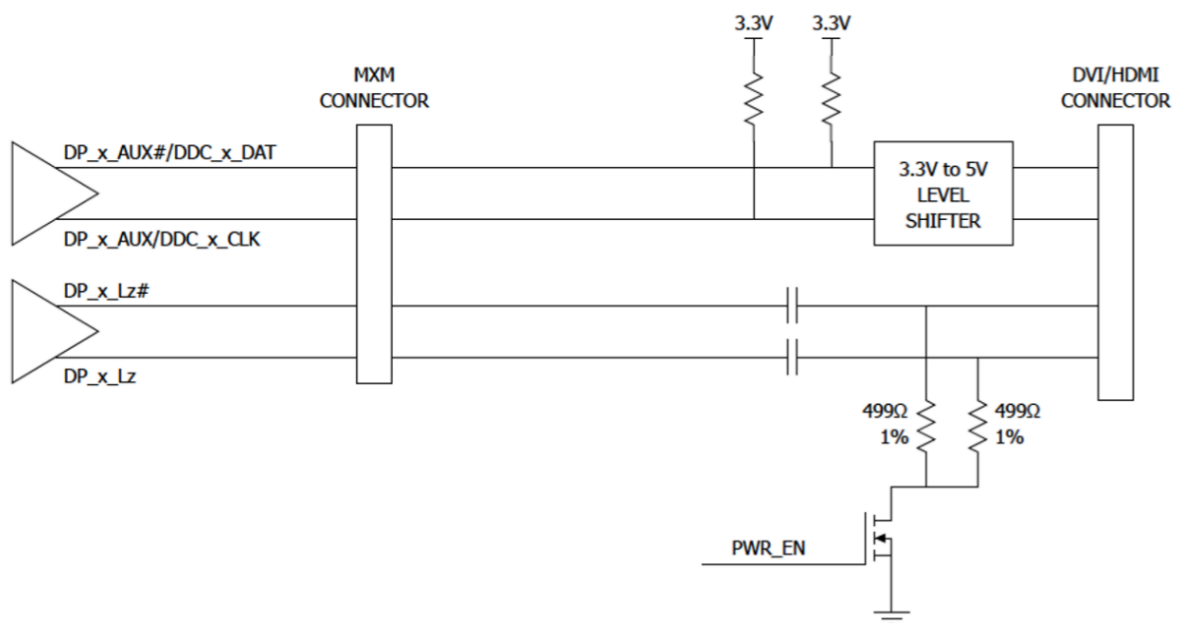 3.3V
3.3V
MXM
CONNECTOR
DVI/HDMI
CONNECTOR
DP_x_AUX#/DDC_x_DAT
3.3V to 5V
LEVEL
SHIFTER
DP_x_AUX/DDC_x_CLK
DP_x_Lz#
DP_x_Lz
499Ω
1%
499Ω
1%
PWR_EN